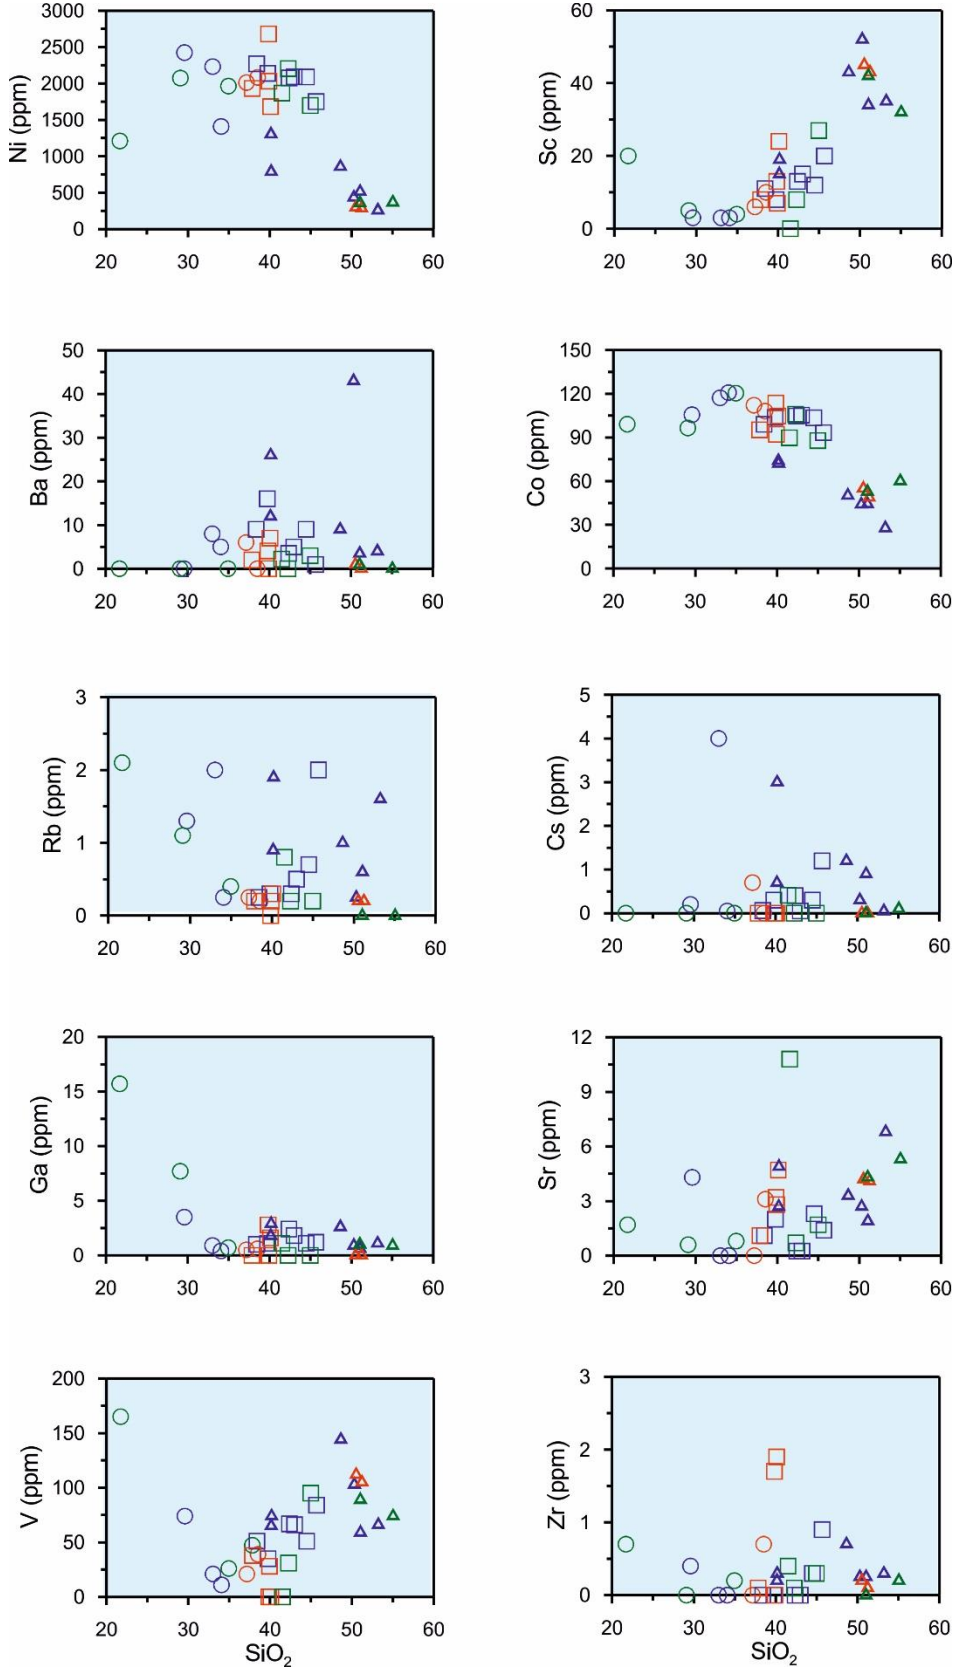 3000
2500
2000
1500
1000
500
0
Ni (ppm)
20 30 40 50 60
60
40
20
0
Sc (ppm)
20 30 40 50 60
50
40
30
20
10
0
Ba (ppm)
20 30 40 50 60
150
120
90
60
30
0
Co (ppm)
20 30 40 50 60
3
2
1
0
Rb (ppm)
20 30 40 50 60
5
4
3
2
1
0
Cs (ppm)
20 30 40 50 60
20
15
10
5
0
Ga (ppm)
20 30 40 50 60
12
9
6
3
0
Sr (ppm)
20 30 40 50 60
200
150
100
50
0
V (ppm)
20 30 40 50 60
SiO₂
3
2
1
0
Zr (ppm)
20 30 40 50 60
SiO₂